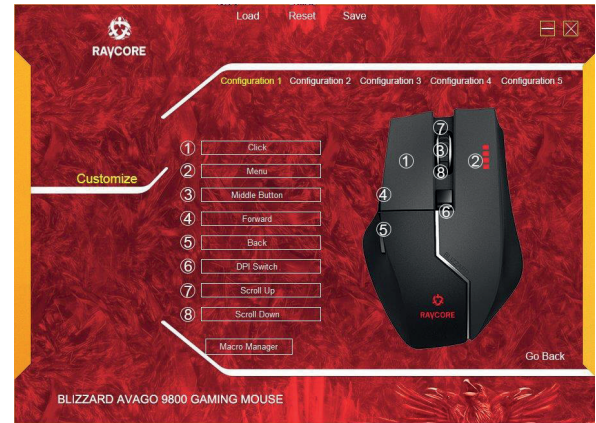 Load Reset Save
RAYCORE
Configuration 1 Configuration 2 Configuration 3 Configuration 4 Configuration 5
Customize
1 Click
2 Menu
3 Middle Button
4 Forward
5 Back
6 DPI Switch
7 Scroll Up
8 Scroll Down
Macro Manager
7
1
3
2
8
4
6
5
RAYCORE
Go Back
BLIZZARD AVAGO 9800 GAMING MOUSE